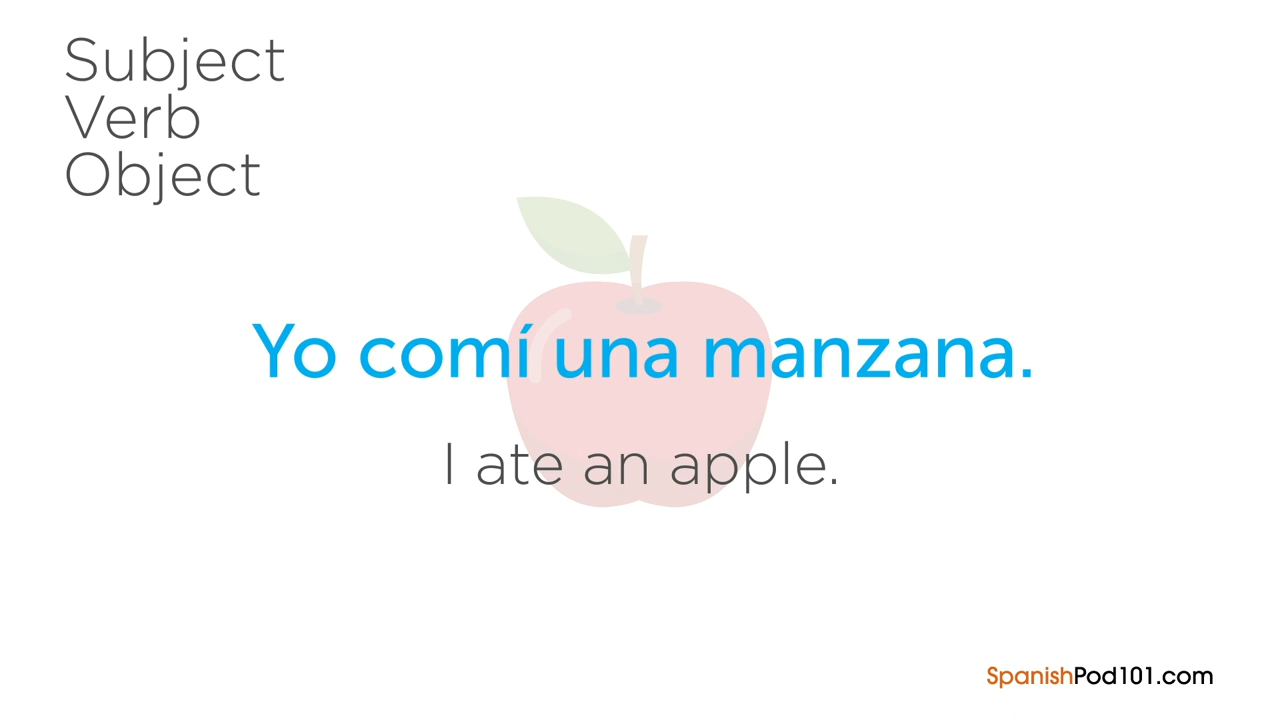 Subject
Verb
Object
Yo comí una manzana.
I ate an apple.
SpanishPod101.com